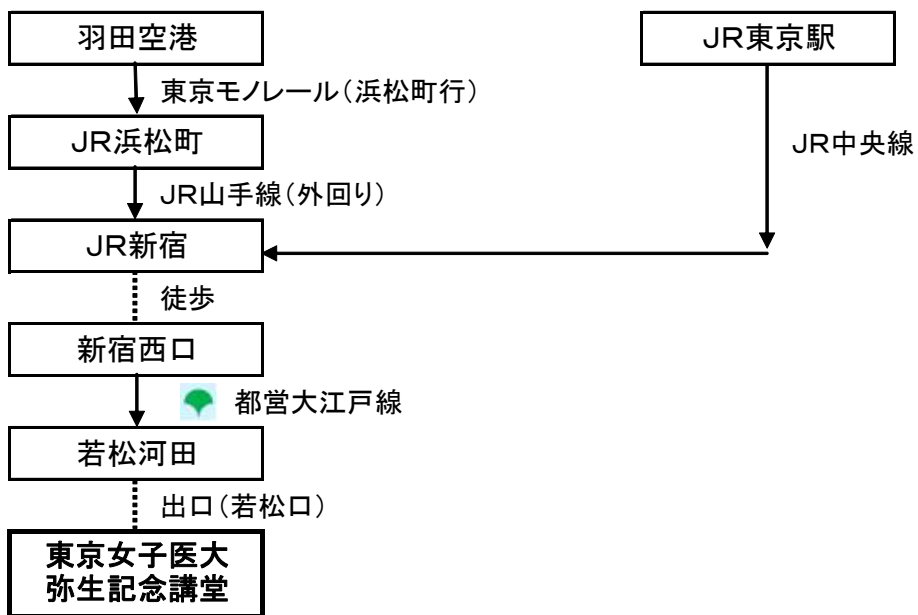 羽田空港
JR東京駅
東京モノレール(浜松町行)
JR浜松町
JR中央線
JR山手線(外回り)
JR新宿
徒歩
新宿西口
都営大江戸線
若松河田
出口(若松口)
東京女子医大
弥生記念講堂